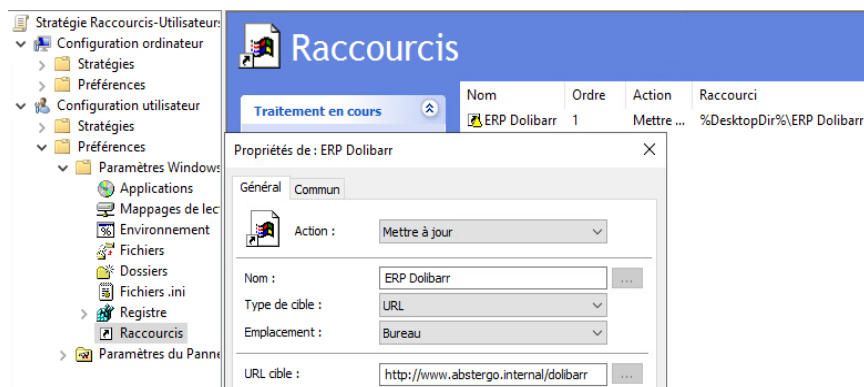 Stratégie Raccourcis-Utilisateur
Configuration ordinateur
Stratégies
Préférences
Configuration utilisateur
Stratégies
Préférences
Paramètres Windows
Applications
Mappages de lec
Environnement
Fichiers
Dossiers
Fichiers .ini
Registre
Raccourcis
Paramètres du Panne
Raccourcis
Traitement en cours
Nom Ordre Action Raccourci
ERP Dolibarr 1 Mettre ... %DesktopDir%\ERP Dolibarr
Propriétés de : ERP Dolibarr
Général Commun
Action : Mettre à jour
Nom : ERP Dolibarr ...
Type de cible : URL
Emplacement : Bureau
URL cible : http://www.abstergo.internal/dolibarr ...